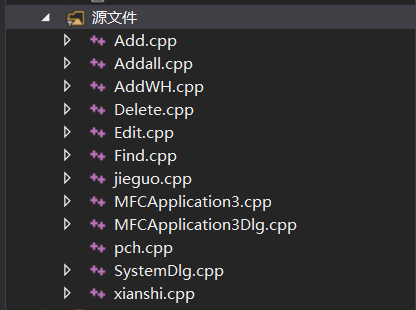 源文件
Add.cpp
Addall.cpp
AddWH.cpp
Delete.cpp
Edit.cpp
Find.cpp
jieguo.cpp
MFCApplication3.cpp
MFCApplication3Dlg.cpp
pch.cpp
SystemDlg.cpp
xianshi.cpp